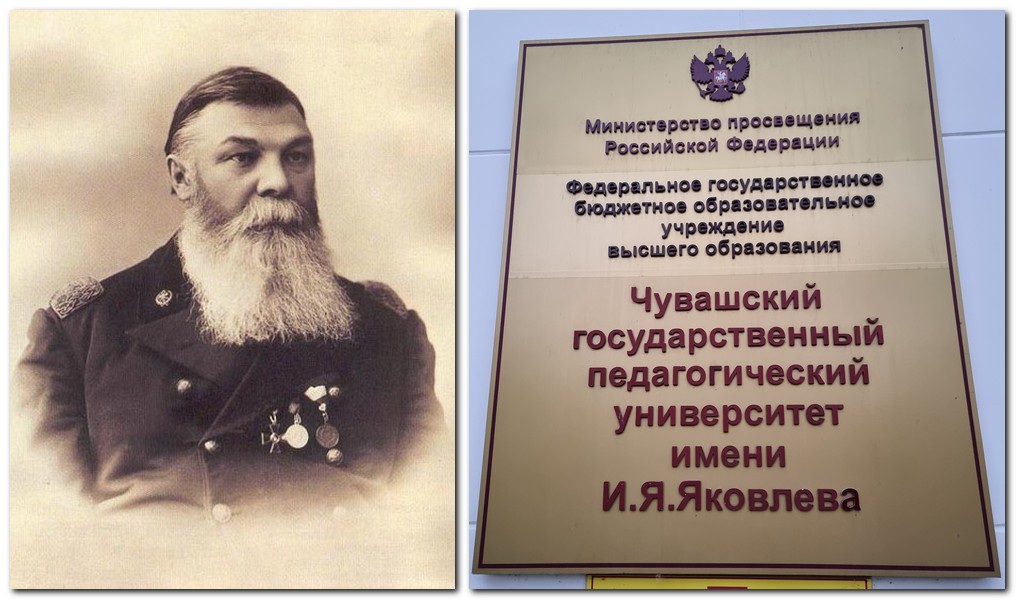 Министерство просвещения
Российской Федерации
Федеральное государственное
бюджетное образовательное
учреждение
высшего образования
Чувашский
государственный
педагогический
университет
имени
И.Я.Яковлева